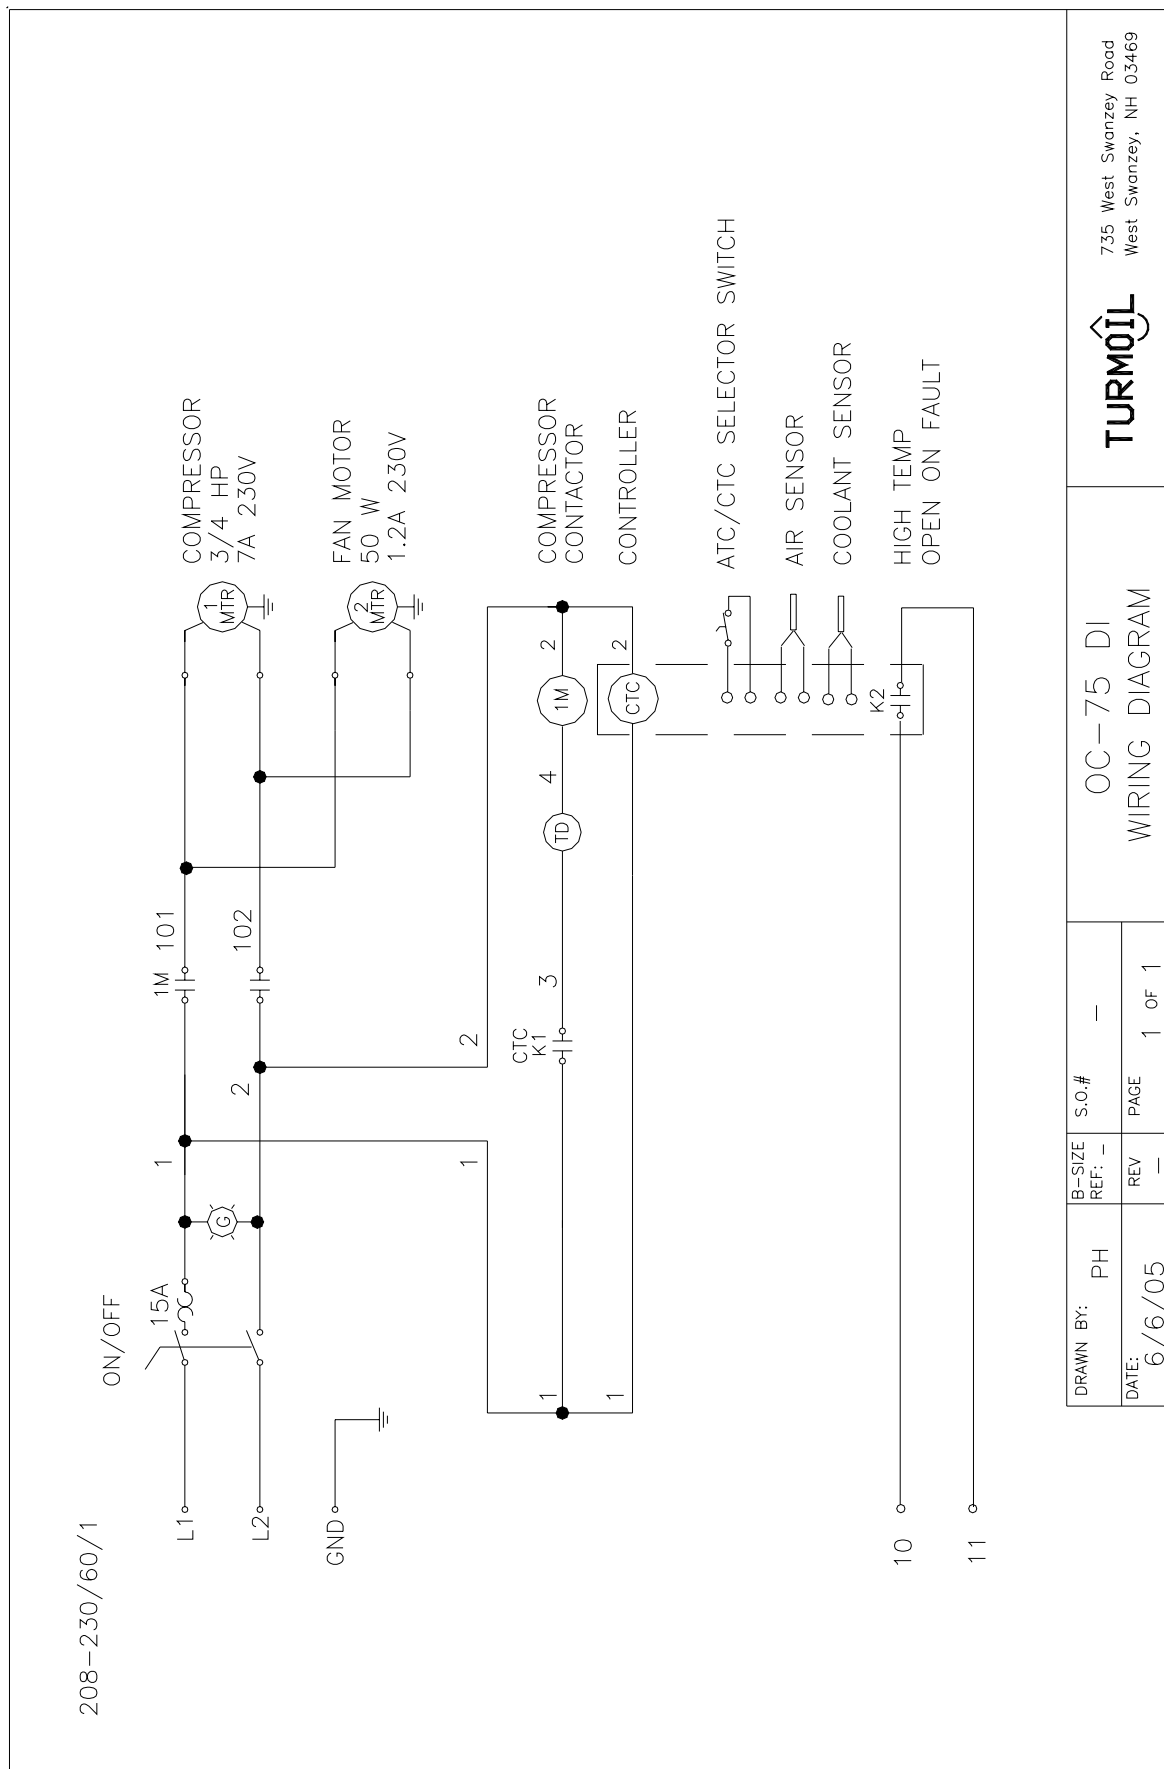 208-230/60/1
ON/OFF
L1
15A
G
1
1M
101
1
MTR
COMPRESSOR
3/4 HP
7A 230V
L2
2
102
GND
2
MTR
FAN MOTOR
50 W
1.2A 230V
1
2
1
CTC
K1
3
TD
4
1M
2
COMPRESSOR
CONTACTOR
1
CTC
2
CONTROLLER
ATC/CTC SELECTOR SWITCH
AIR SENSOR
COOLANT SENSOR
K2
HIGH TEMP
OPEN ON FAULT
10
11
DRAWN BY: PH
DATE: 6/6/05
B-SIZE
REF: -
REV -
S.O.# -
PAGE 1 OF 1
OC-75 DI
WIRING DIAGRAM
TURMOIL
735 West Swanzey Road
West Swanzey, NH 03469